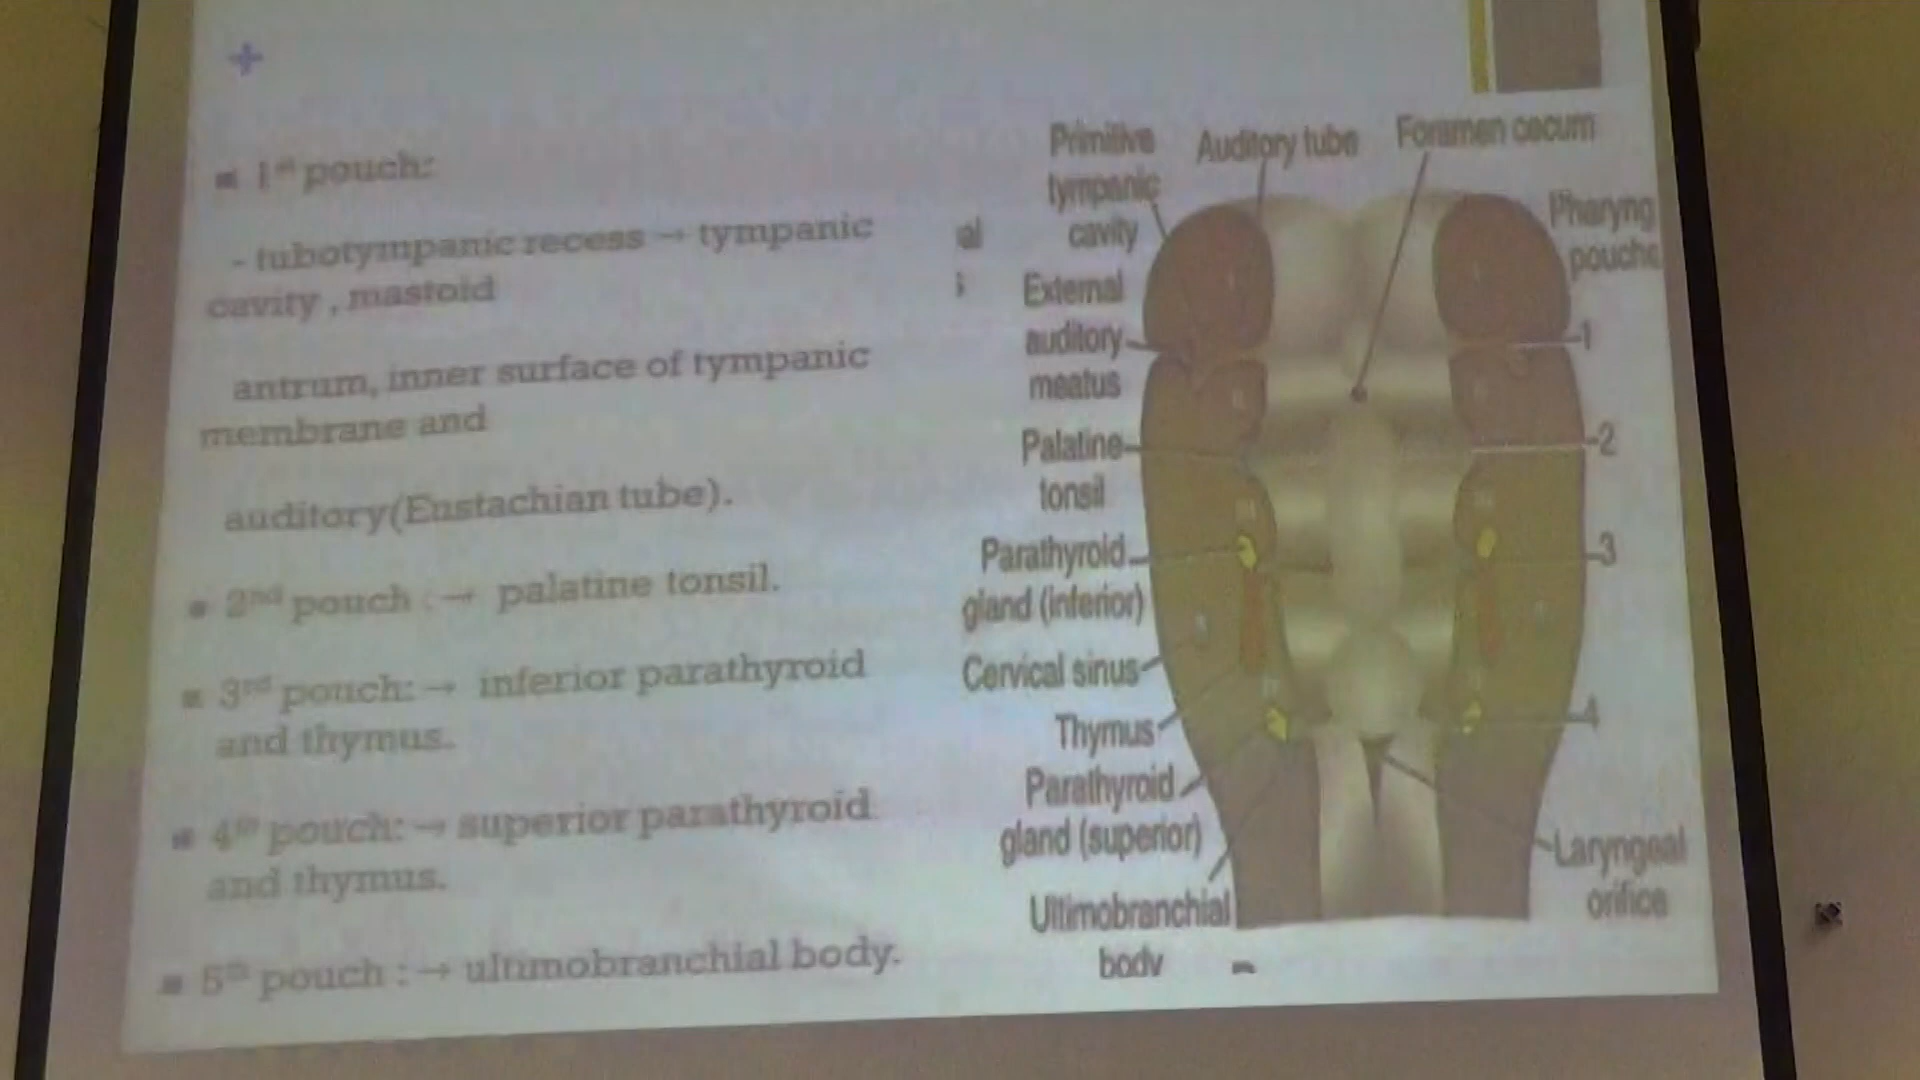 +
1st pouch:
- tubotympanic recess → tympanic
cavity , mastoid
antrum, inner surface of tympanic
membrane and
auditory(Eustachian tube).
2nd pouch : → palatine tonsil.
3rd pouch: → inferior parathyroid
and thymus.
4th pouch: → superior parathyroid
and thymus.
5th pouch : → ultimobranchial body.
al
Primitive
tympanic
cavity
Auditory tube
Foramen cecum
Pharyng
pouche
External
auditory
meatus
Palatine
tonsil
Parathyroid
gland (inferior)
Cervical sinus
Thymus
Parathyroid
gland (superior)
Ultimobranchial
body
1
2
3
4
Laryngeal
orifice